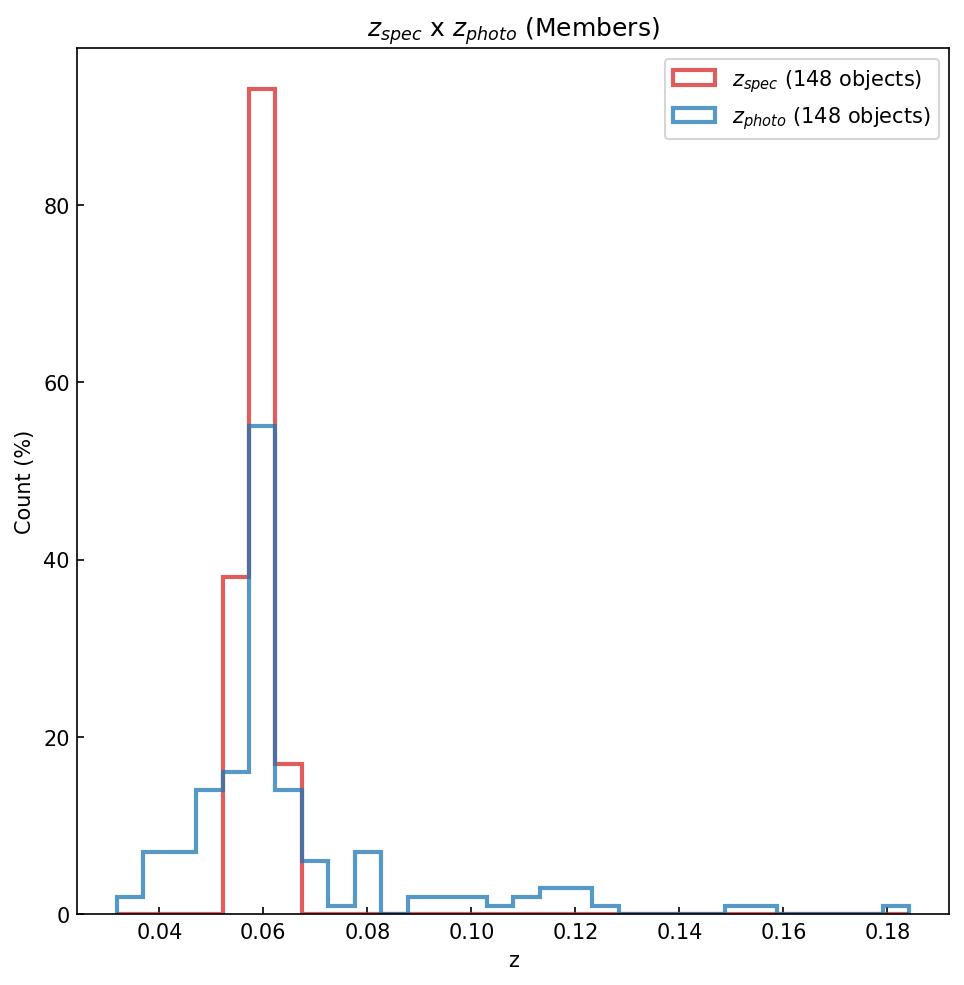 z_spec x z_photo (Members)
z_spec (148 objects)
z_photo (148 objects)
Count (%)
80
60
40
20
0
0.04 0.06 0.08 0.10 0.12 0.14 0.16 0.18
z